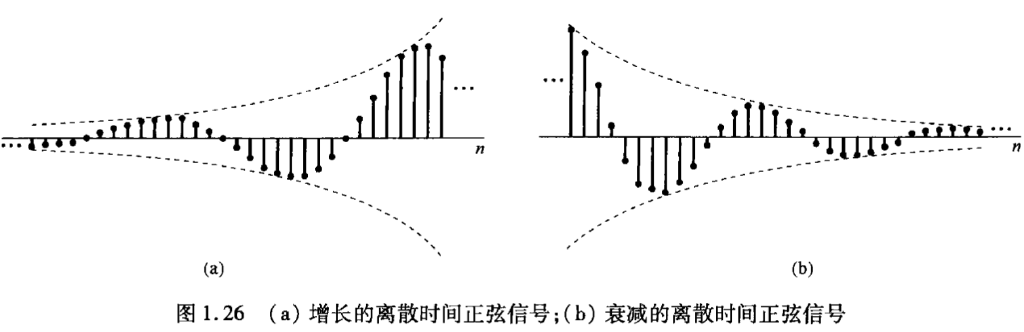 ... ... ... ...
n n
(a) (b)
图 1.26 (a) 增长的离散时间正弦信号;(b) 衰减的离散时间正弦信号